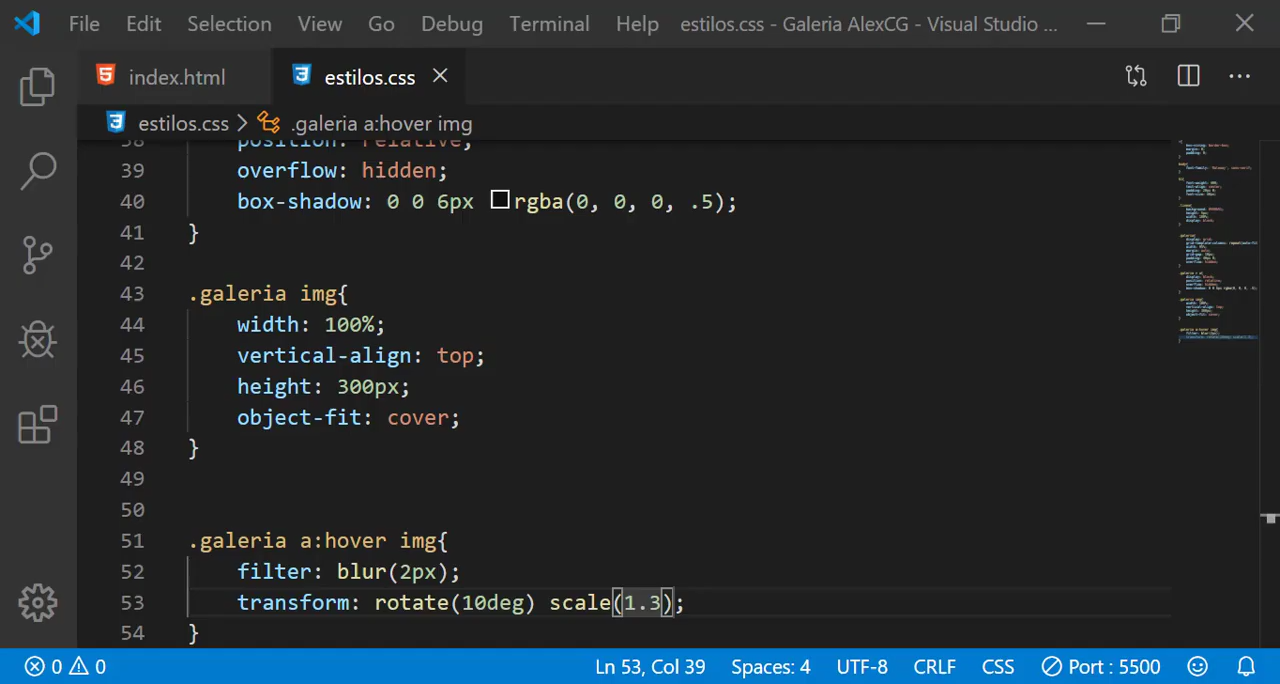 File Edit Selection View Go Debug Terminal Help estilos.css - Galeria AlexCG - Visual Studio ...
index.html estilos.css
estilos.css > .galeria a:hover img
38 position: relative;
39 overflow: hidden;
40 box-shadow: 0 0 6px rgba(0, 0, 0, .5);
41 }
42
43 .galeria img{
44 width: 100%;
45 vertical-align: top;
46 height: 300px;
47 object-fit: cover;
48 }
49
50
51 .galeria a:hover img{
52 filter: blur(2px);
53 transform: rotate(10deg) scale(1.3);
54 }
0 0 Ln 53, Col 39 Spaces: 4 UTF-8 CRLF CSS Port : 5500